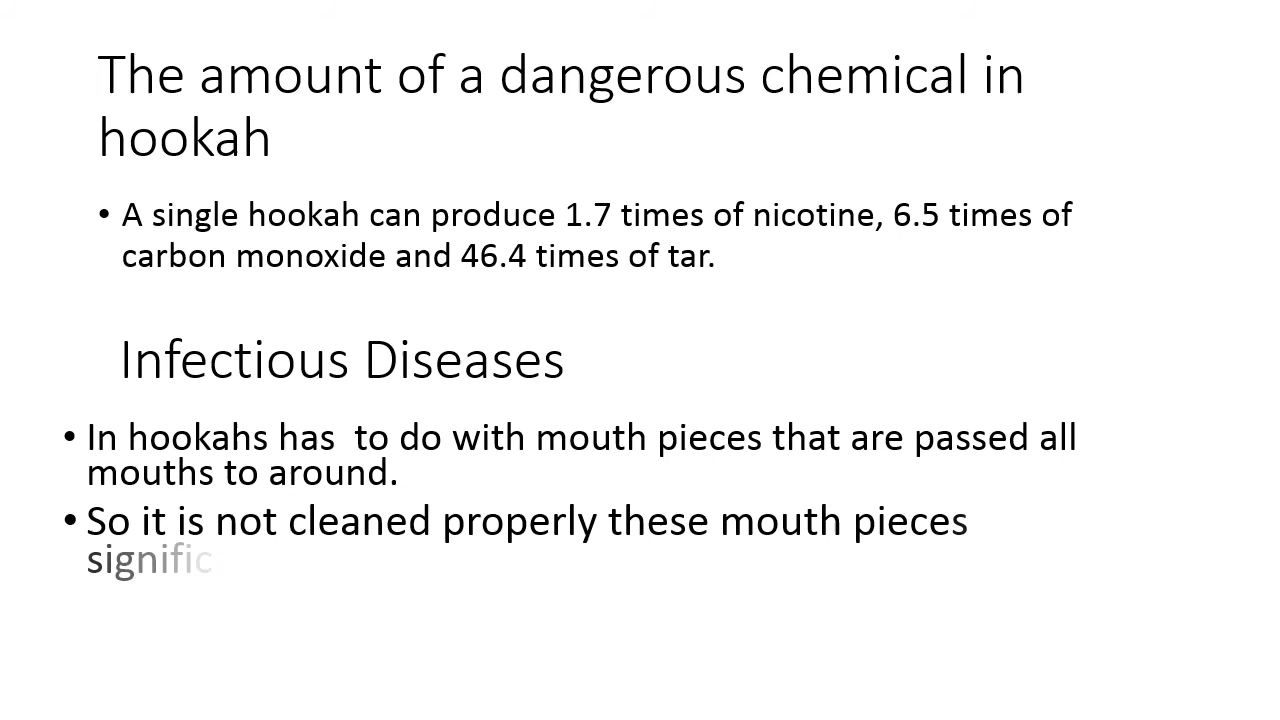 The amount of a dangerous chemical in
hookah
• A single hookah can produce 1.7 times of nicotine, 6.5 times of
carbon monoxide and 46.4 times of tar.
Infectious Diseases
• In hookahs has  to do with mouth pieces that are passed all
mouths to around.
• So it is not cleaned properly these mouth pieces
signific